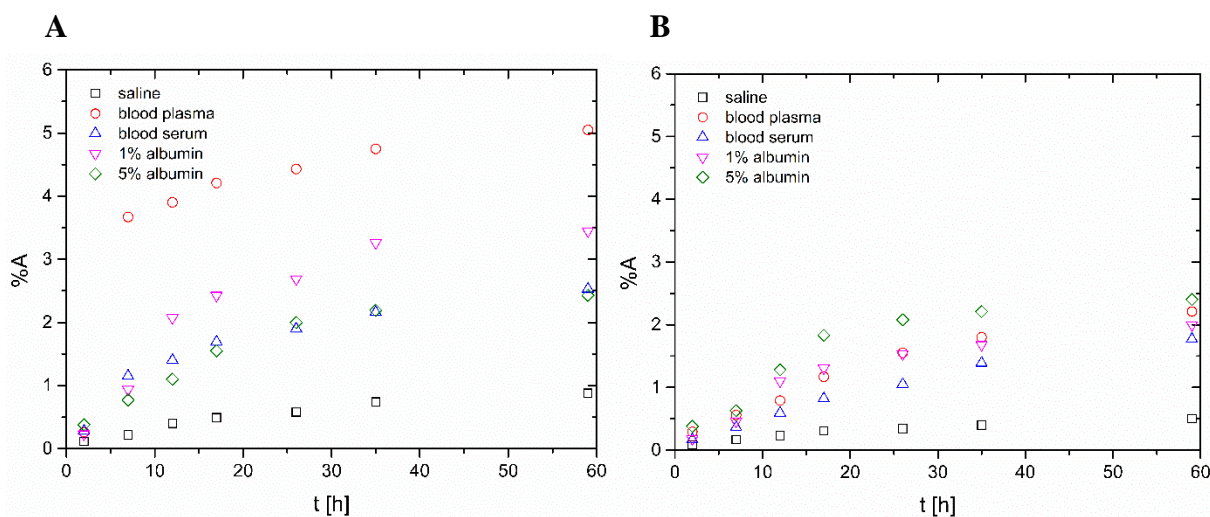 A
6
5
4
3
2
1
0
%A
saline
blood plasma
blood serum
1% albumin
5% albumin
0 10 20 30 40 50 60
t [h]
B
6
5
4
3
2
1
0
%A
saline
blood plasma
blood serum
1% albumin
5% albumin
0 10 20 30 40 50 60
t [h]